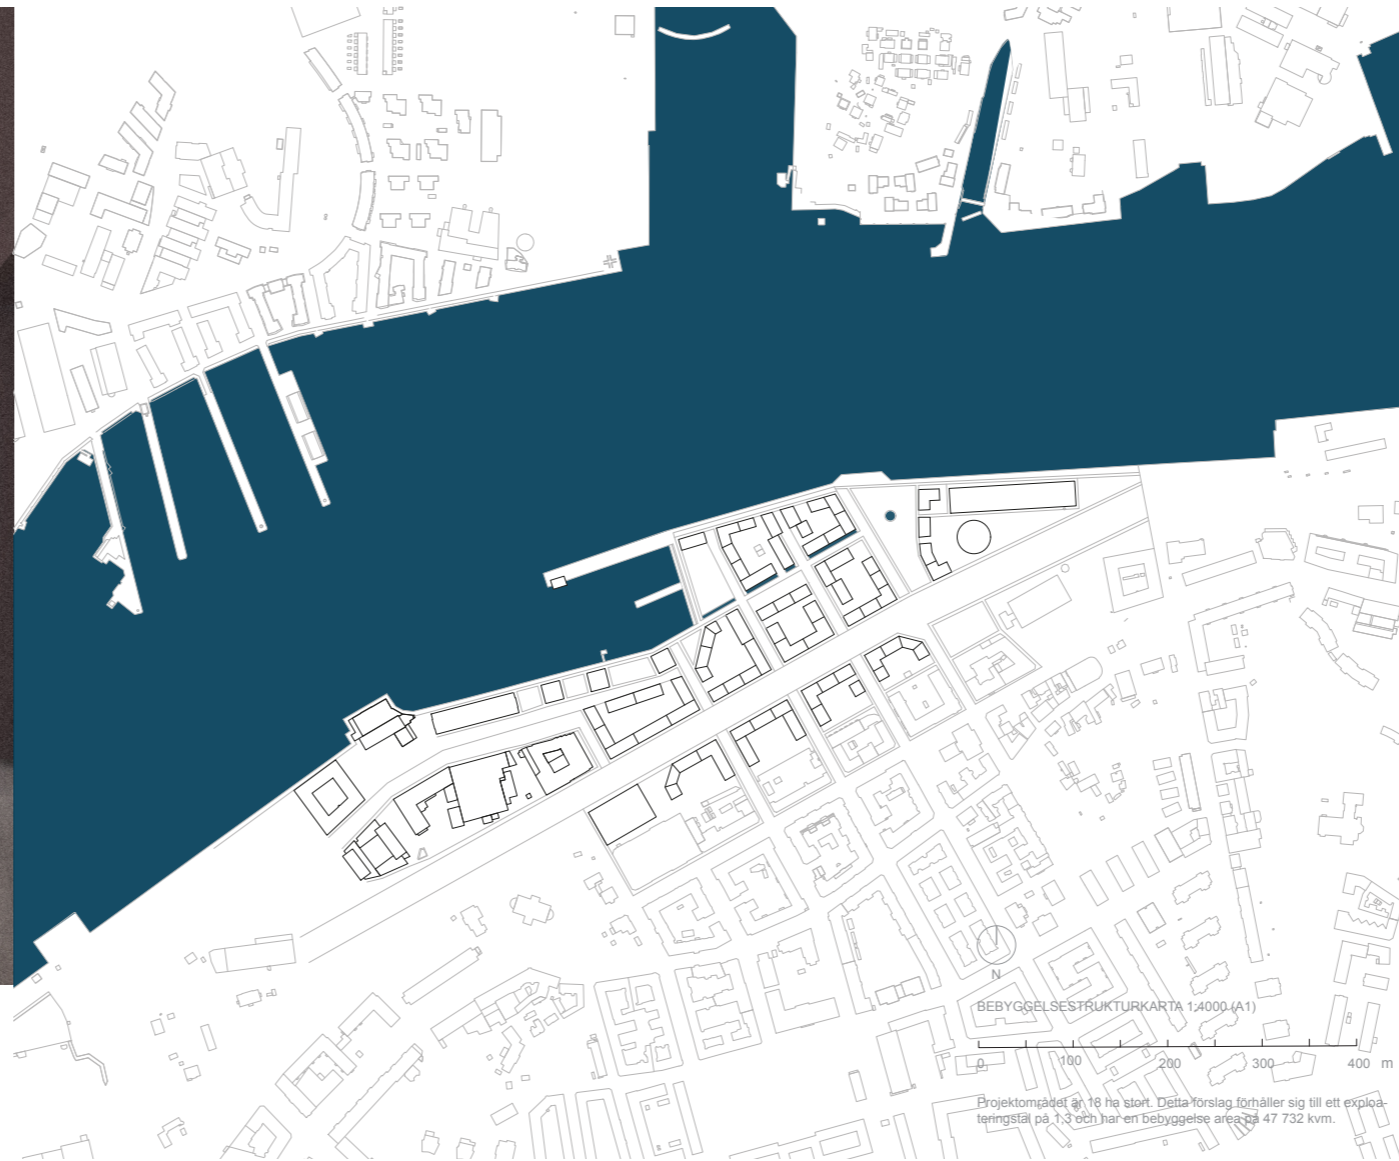 N
BEBYGGELSESTRUKTURKARTA 1:4000 (A1)
0 100 200 300 400 m
Projektområdet är 18 ha stort. Detta förslag förhåller sig till ett exploa-
teringstal på 1,3 och har en bebyggelse area på 47 732 kvm.